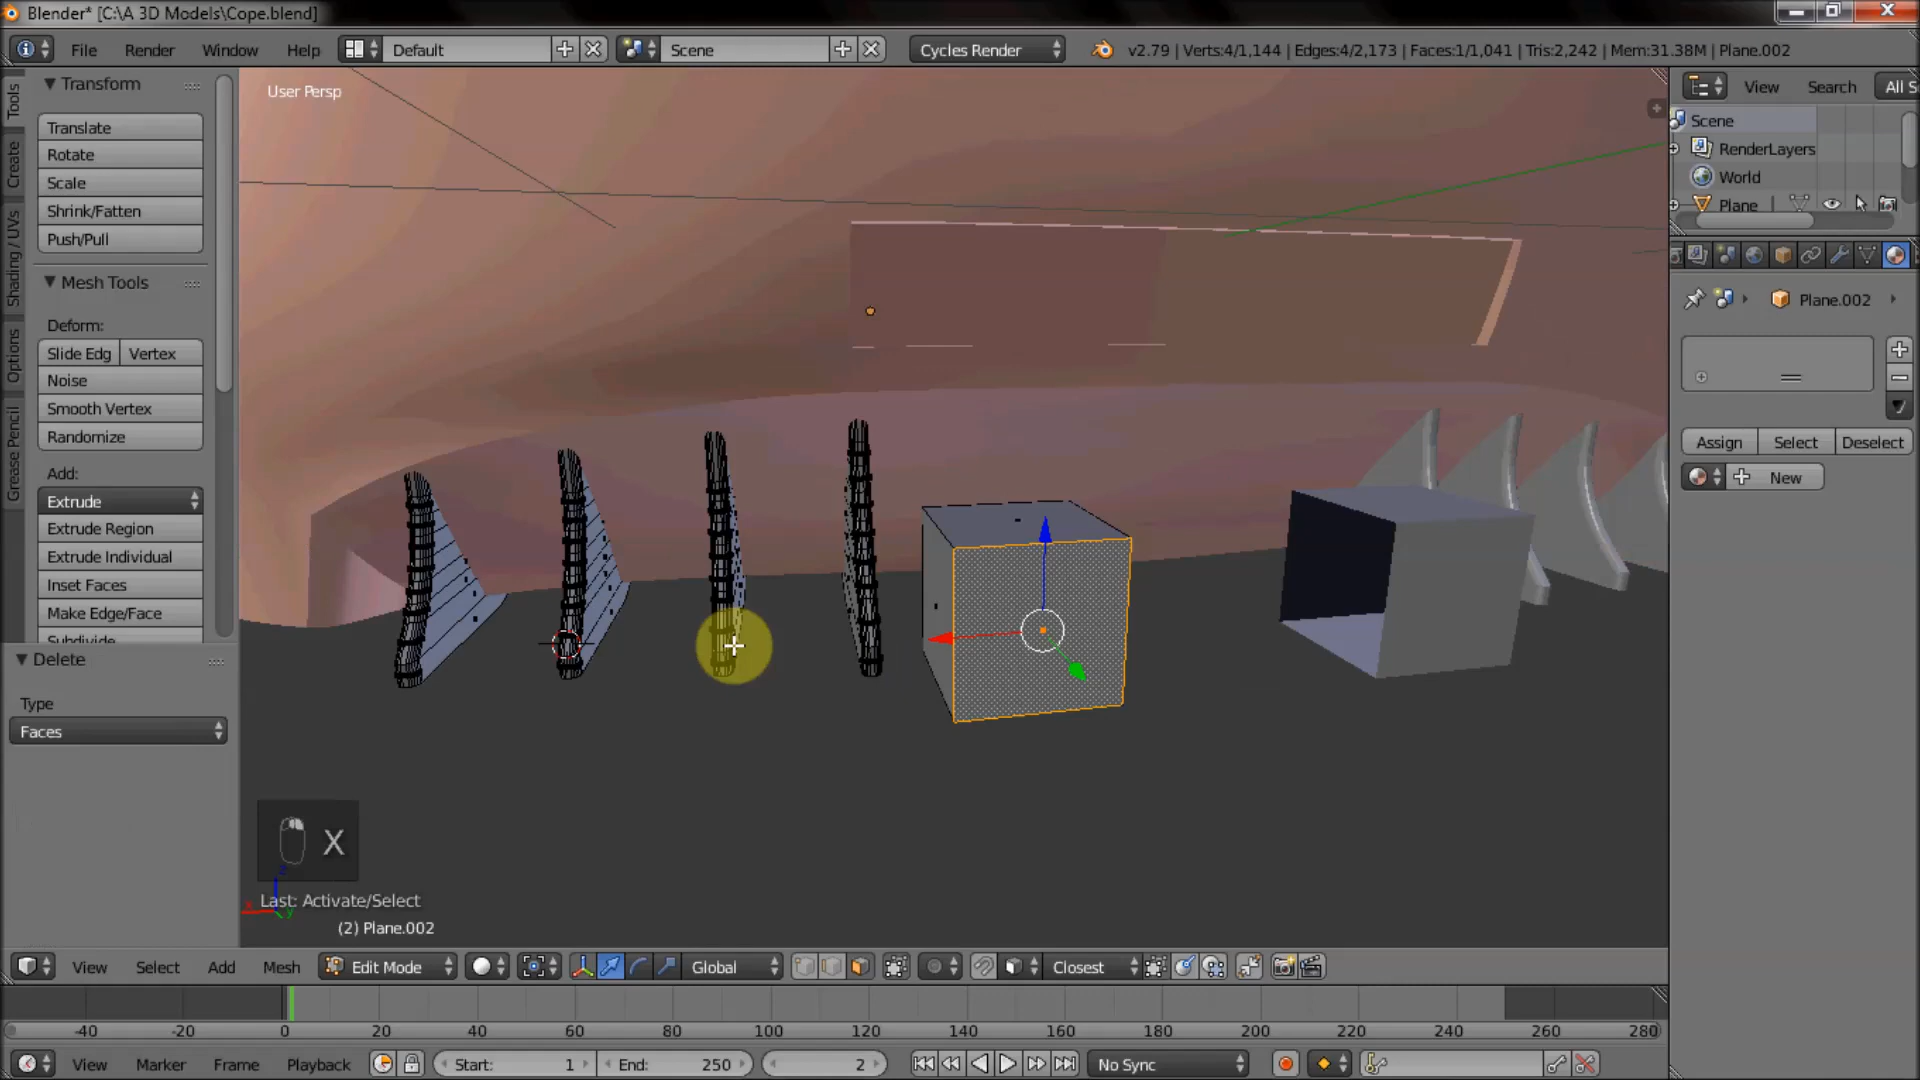 Blender* [C:\A 3D Models\Cope.blend]
File Render Window Help Default Scene Cycles Render v2.79 | Verts:4/1,144 | Edges:4/2,173 | Faces:1/1,041 | Tris:2,242 | Mem:31.38M | Plane.002
Tools
Create
Shading / UVs
Options
Grease Pencil
Transform
Translate
Rotate
Scale
Shrink/Fatten
Push/Pull
Mesh Tools
Deform:
Slide Edg Vertex
Noise
Smooth Vertex
Randomize
Add:
Extrude
Extrude Region
Extrude Individual
Inset Faces
Make Edge/Face
Subdivide
Delete
Type
Faces
User Persp
X
Last: Activate/Select
(2) Plane.002
View Search All S
Scene
RenderLayers
World
Plane
Plane.002
Assign Select Deselect
New
View Select Add Mesh Edit Mode Global Closest
-40 -20 0 20 40 60 80 100 120 140 160 180 200 220 240 260 280
View Marker Frame Playback Start: 1 End: 250 2 No Sync